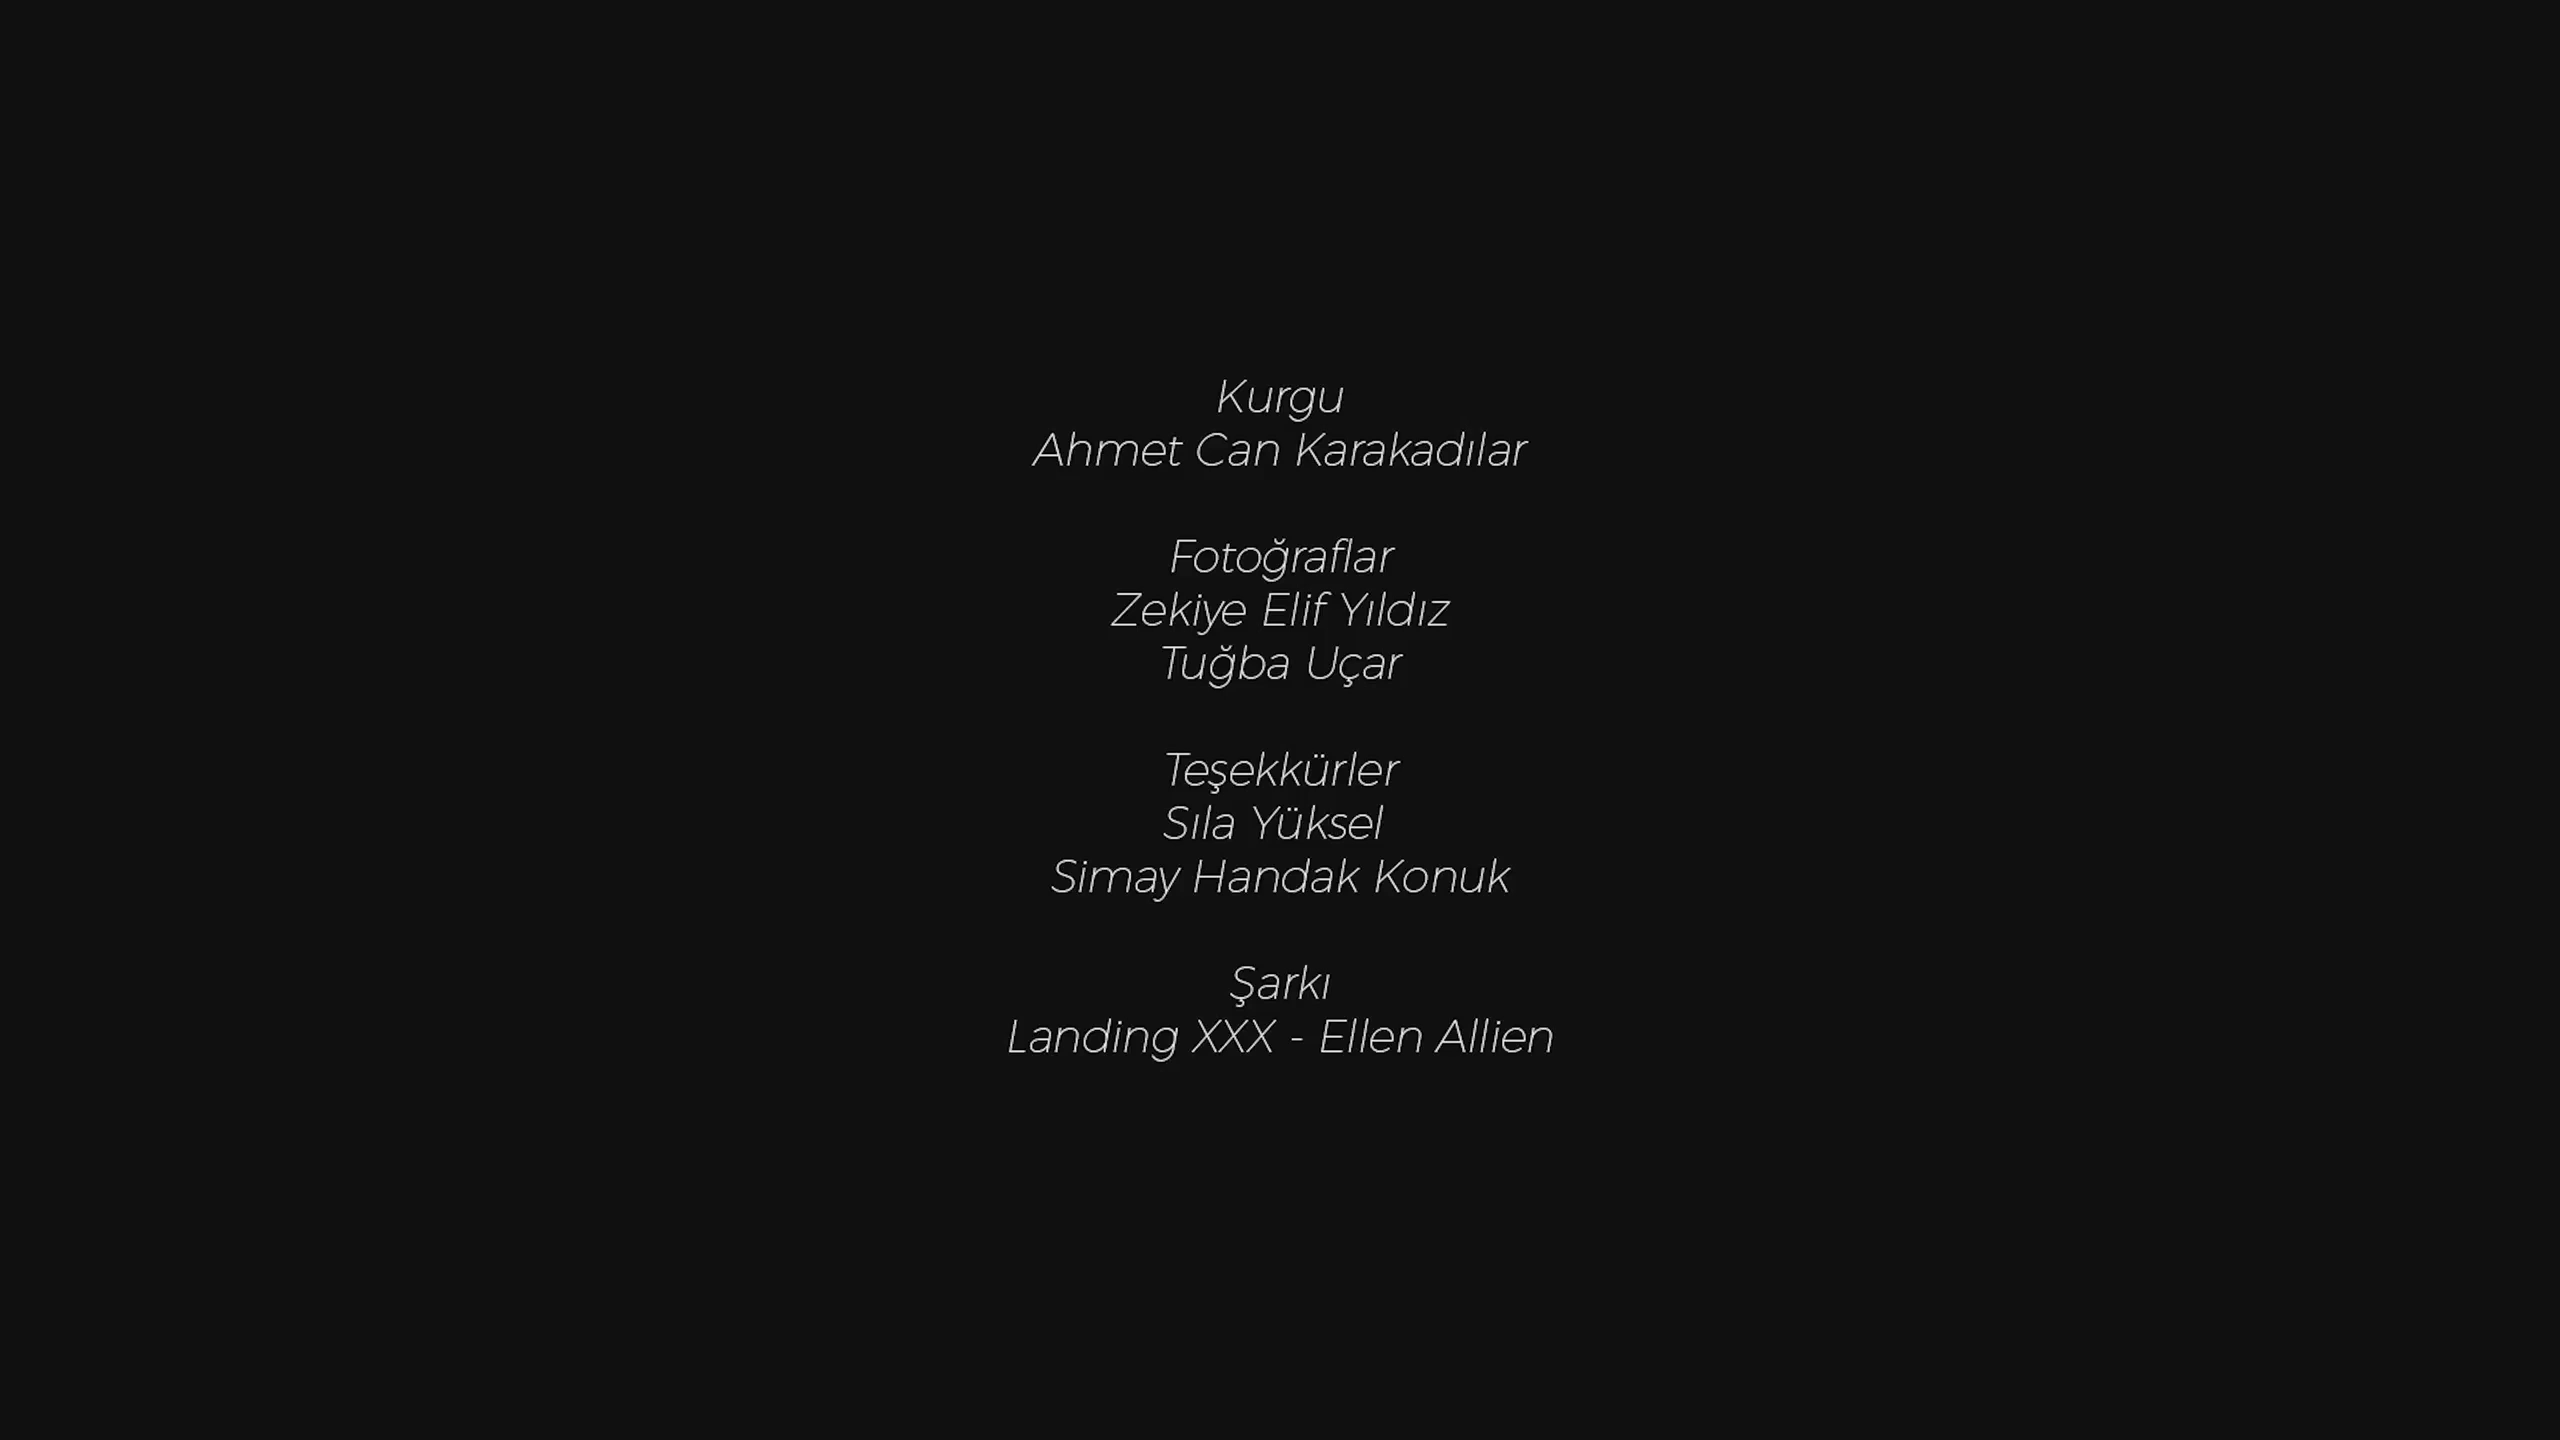 Kurgu
Ahmet Can Karakadılar
Fotoğraflar
Zekiye Elif Yıldız
Tuğba Uçar
Teşekkürler
Sıla Yüksel
Simay Handak Konuk
Şarkı
Landing XXX - Ellen Allien